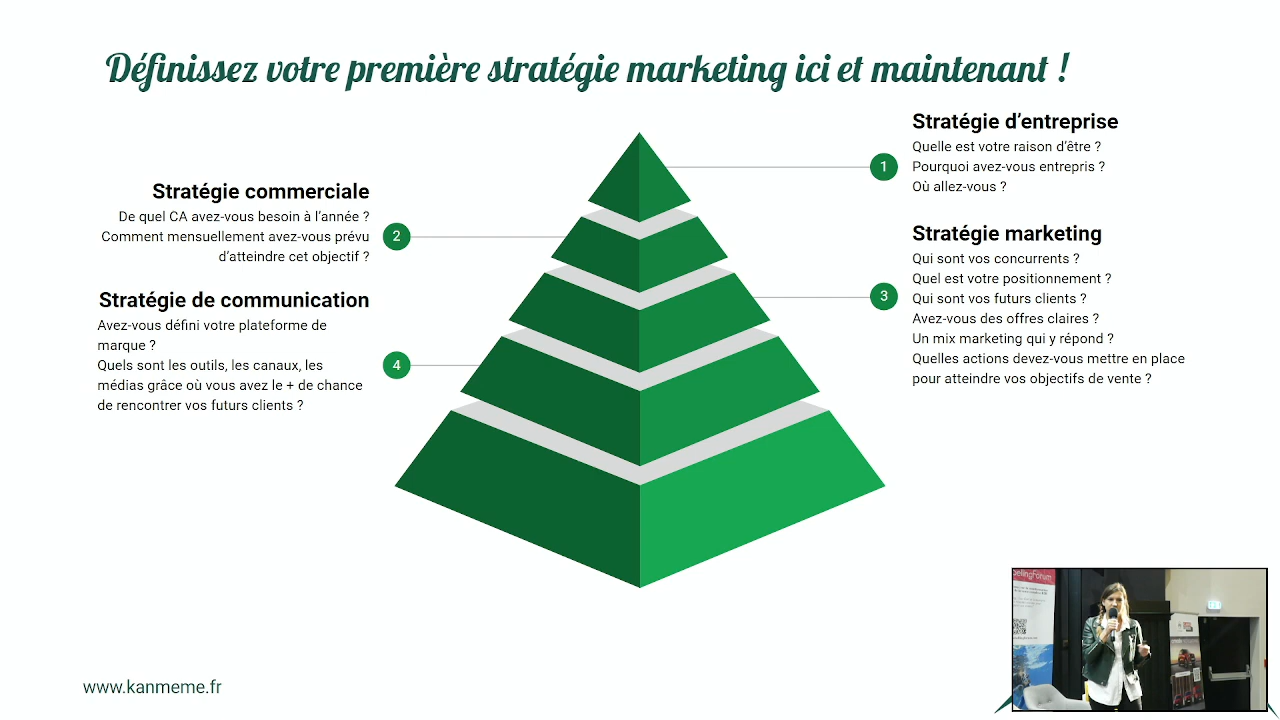 Définissez votre première stratégie marketing ici et maintenant !
1
Stratégie d'entreprise
Quelle est votre raison d'être ?
Pourquoi avez-vous entrepris ?
Où allez-vous ?
Stratégie commerciale
De quel CA avez-vous besoin à l'année ?
Comment mensuellement avez-vous prévu
d'atteindre cet objectif ?
2
3
Stratégie marketing
Qui sont vos concurrents ?
Quel est votre positionnement ?
Qui sont vos futurs clients ?
Avez-vous des offres claires ?
Un mix marketing qui y répond ?
Quelles actions devez-vous mettre en place
pour atteindre vos objectifs de vente ?
Stratégie de communication
Avez-vous défini votre plateforme de
marque ?
Quels sont les outils, les canaux, les
médias grâce où vous avez le + de chance
de rencontrer vos futurs clients ?
4
www.kanmeme.fr